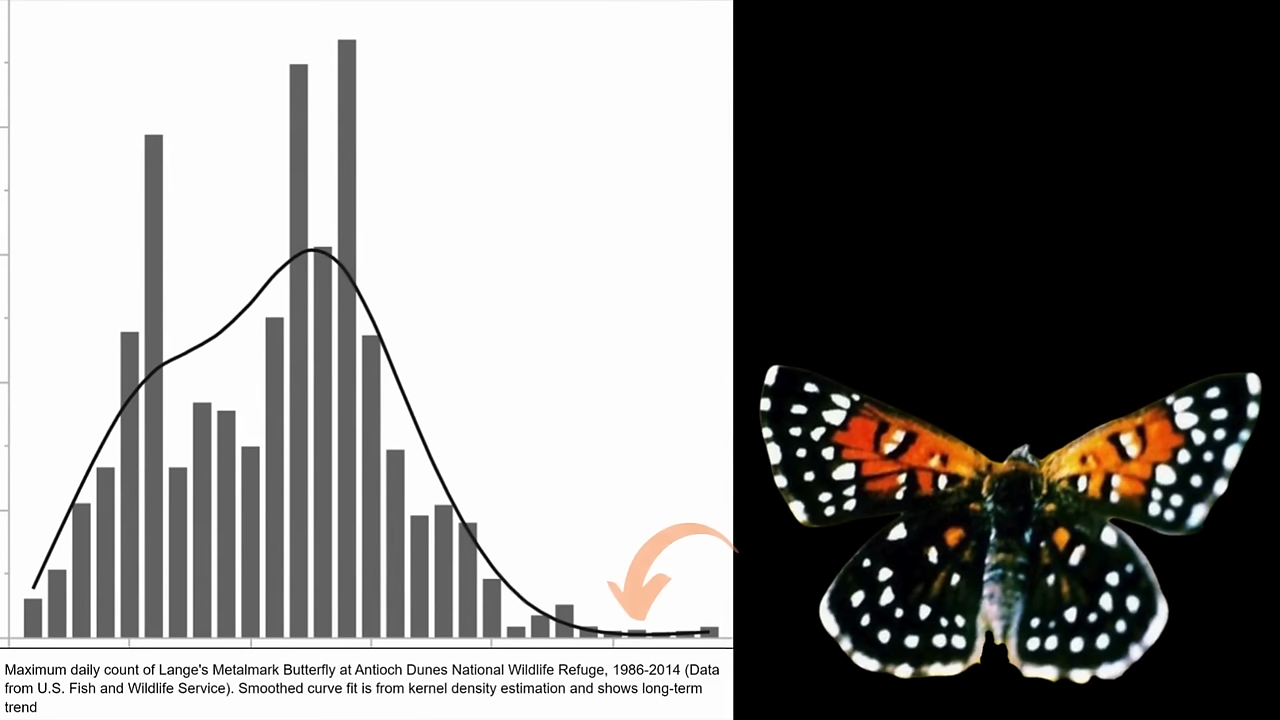 Maximum daily count of Lange's Metalmark Butterfly at Antioch Dunes National Wildlife Refuge, 1986-2014 (Data
from U.S. Fish and Wildlife Service). Smoothed curve fit is from kernel density estimation and shows long-term
trend